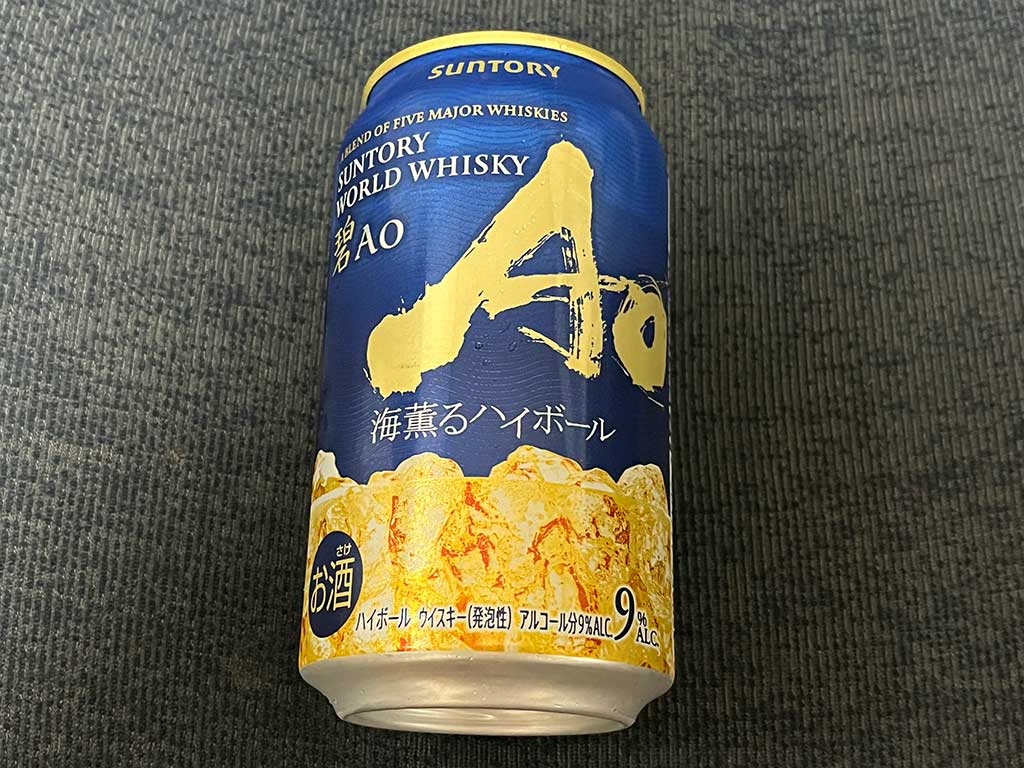 SUNTORY
A BLEND OF FIVE MAJOR WHISKIES
SUNTORY
WORLD WHISKY
碧AO
Ao
海薫るハイボール
さけ
お酒
ハイボール ウイスキー(発泡性) アルコール分9%ALC.
9%
ALC.